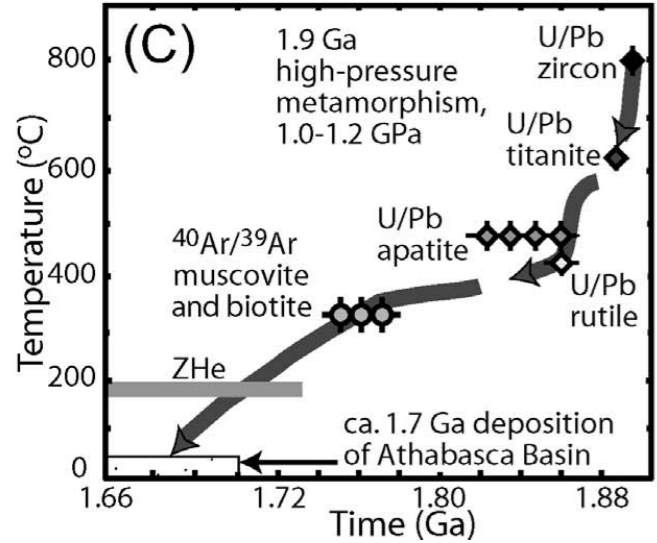 (C)
1.9 Ga
high-pressure
metamorphism,
1.0-1.2 GPa
U/Pb
zircon
U/Pb
titanite
U/Pb
apatite
U/Pb
rutile
40Ar/39Ar
muscovite
and biotite
ZHe
ca. 1.7 Ga deposition
of Athabasca Basin
Temperature (oC)
800
600
400
200
0
1.66
1.72
1.80
1.88
Time (Ga)